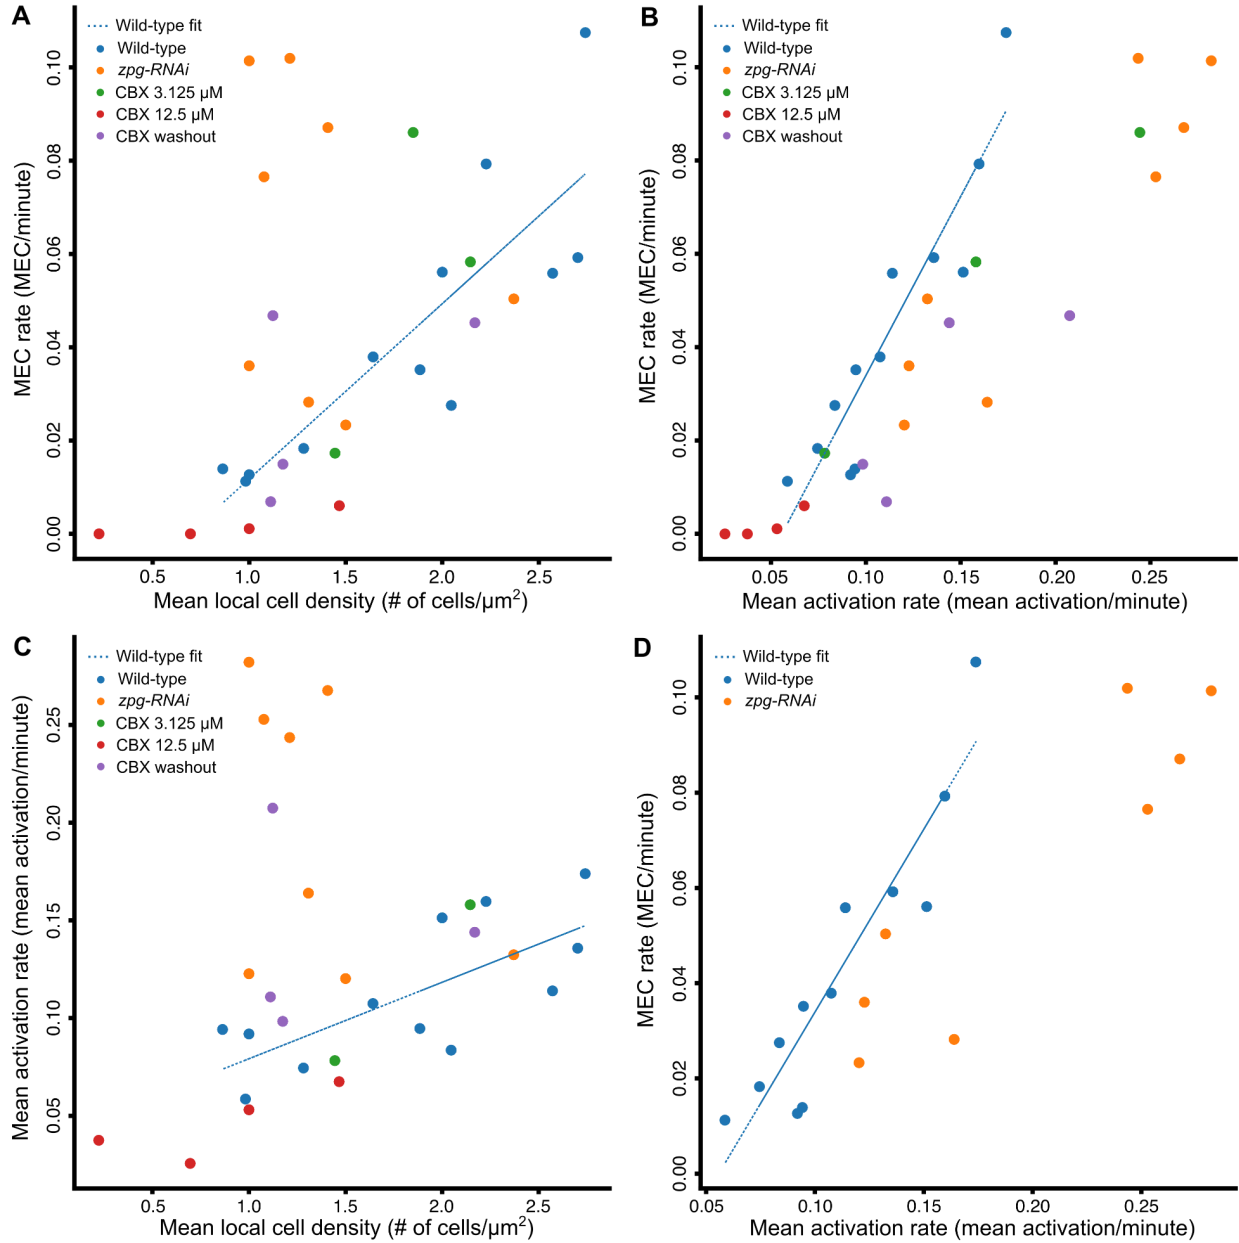 A
Wild-type fit
Wild-type
zpg-RNAi
CBX 3.125 µM
CBX 12.5 µM
CBX washout
MEC rate (MEC/minute)
0.10
0.08
0.06
0.04
0.02
0.00
0.5 1.0 1.5 2.0 2.5
Mean local cell density (# of cells/µm²)
B
Wild-type fit
Wild-type
zpg-RNAi
CBX 3.125 µM
CBX 12.5 µM
CBX washout
MEC rate (MEC/minute)
0.10
0.08
0.06
0.04
0.02
0.00
0.05 0.10 0.15 0.20 0.25
Mean activation rate (mean activation/minute)
C
Wild-type fit
Wild-type
zpg-RNAi
CBX 3.125 µM
CBX 12.5 µM
CBX washout
Mean activation rate (mean activation/minute)
0.25
0.20
0.15
0.10
0.05
0.5 1.0 1.5 2.0 2.5
Mean local cell density (# of cells/µm²)
D
Wild-type fit
Wild-type
zpg-RNAi
MEC rate (MEC/minute)
0.10
0.08
0.06
0.04
0.02
0.00
0.05 0.10 0.15 0.20 0.25
Mean activation rate (mean activation/minute)